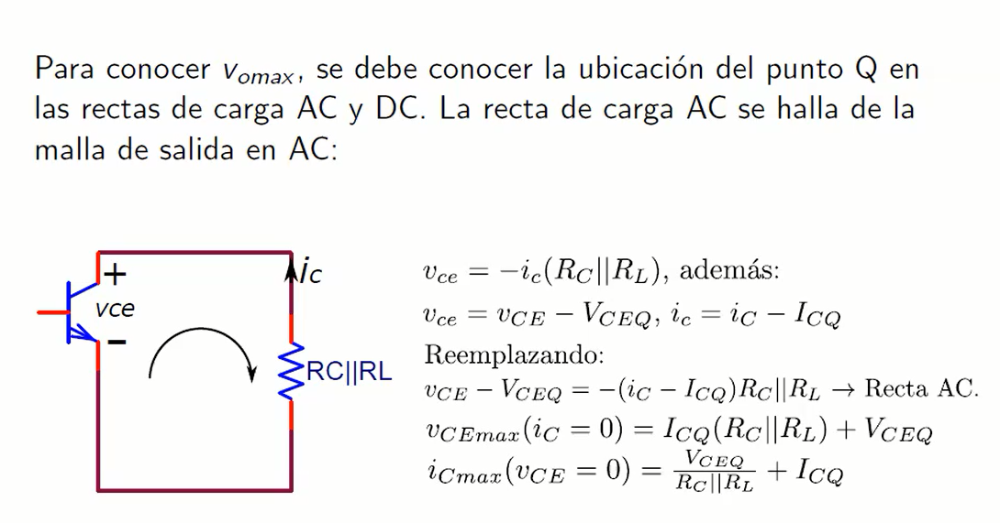 Para conocer v_{omax}, se debe conocer la ubicación del punto Q en
las rectas de carga AC y DC. La recta de carga AC se halla de la
malla de salida en AC:
+
ic
vce
−
RC||RL
v_{ce} = −i_c(R_C||R_L), además:
v_{ce} = v_{CE} − V_{CEQ}, i_c = i_C − I_{CQ}
Reemplazando:
v_{CE} − V_{CEQ} = −(i_C − I_{CQ})R_C||R_L → Recta AC.
v_{CEmax}(i_C = 0) = I_{CQ}(R_C||R_L) + V_{CEQ}
i_{Cmax}(v_{CE} = 0) = \frac{V_{CEQ}}{R_C||R_L} + I_{CQ}